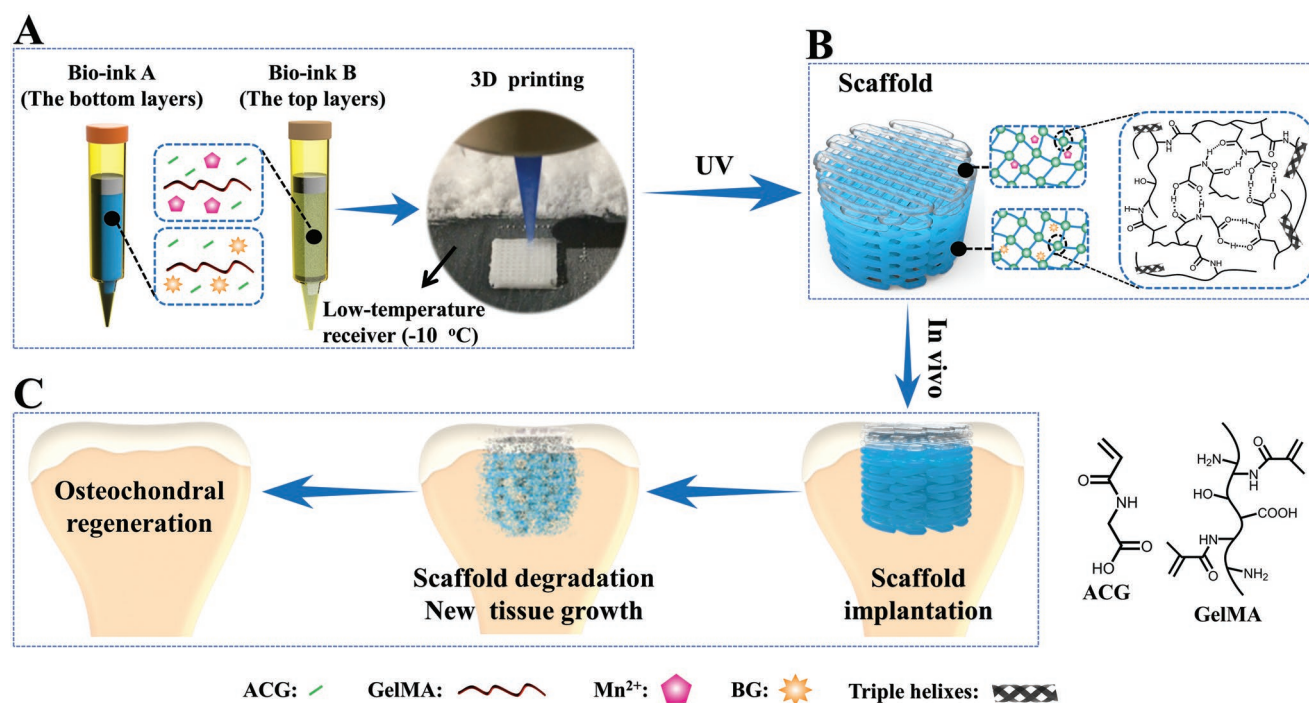 A
Bio-ink A
(The bottom layers)
Bio-ink B
(The top layers)
3D printing
Low-temperature
receiver (-10 °C)
UV
B
Scaffold
In vivo
C
Osteochondral
regeneration
Scaffold degradation
New tissue growth
Scaffold
implantation
O
NH
O
HO
ACG
H₂N
O
N
H
HO
COOH
HN
O
NH₂
GelMA
ACG:
GelMA:
Mn²⁺:
BG:
Triple helixes: